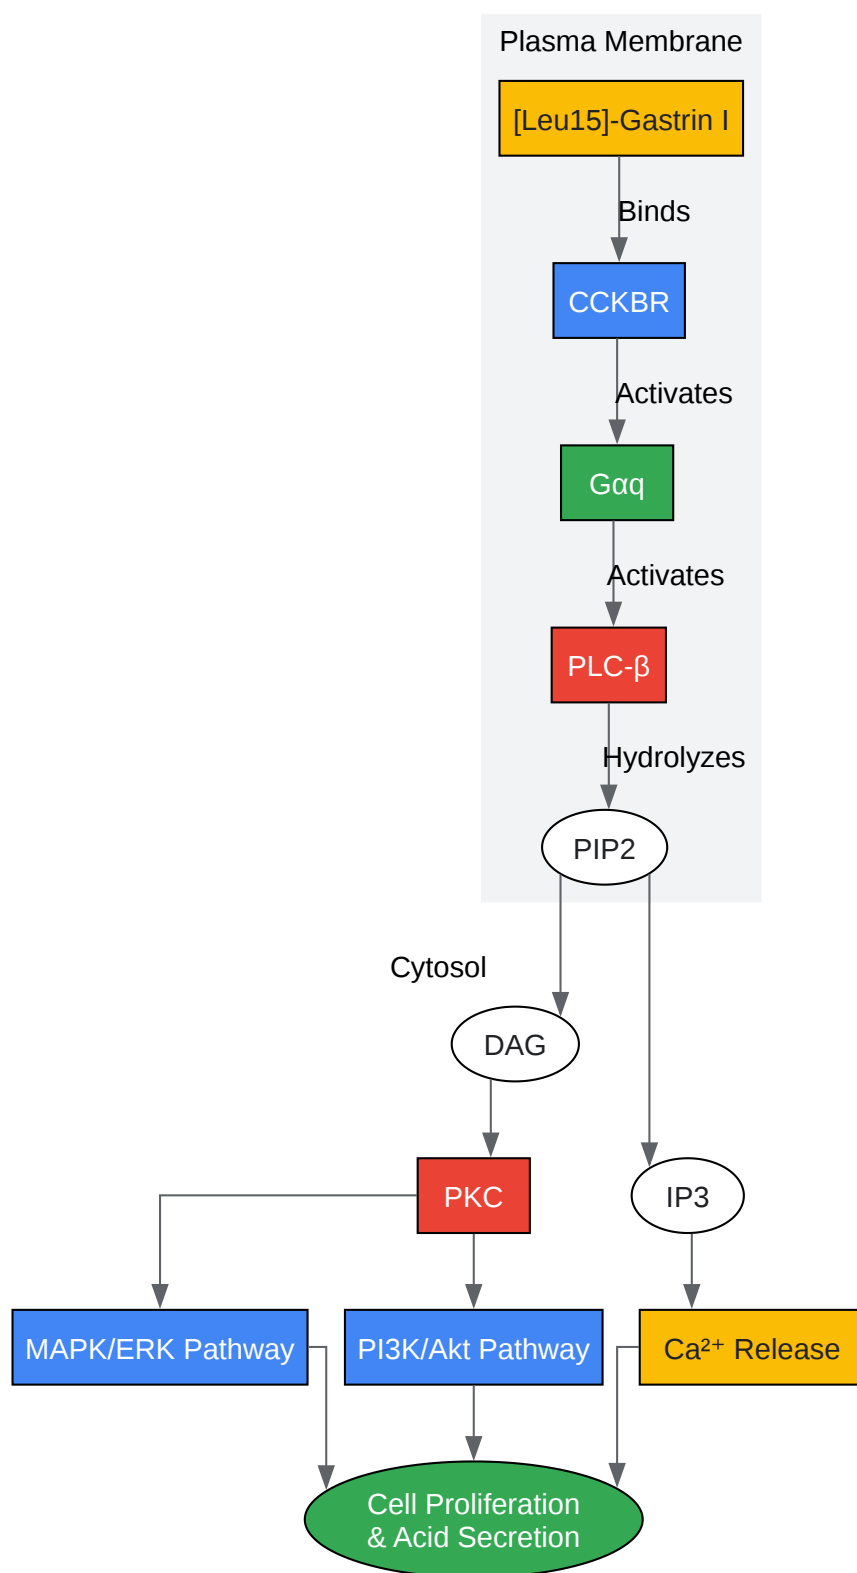 Plasma Membrane
[Leu15]-Gastrin I
Binds
CCKBR
Activates
Gαq
Activates
PLC-β
Hydrolyzes
PIP2
Cytosol
DAG
PKC
IP3
MAPK/ERK Pathway
PI3K/Akt Pathway
Ca²⁺ Release
Cell Proliferation
& Acid Secretion